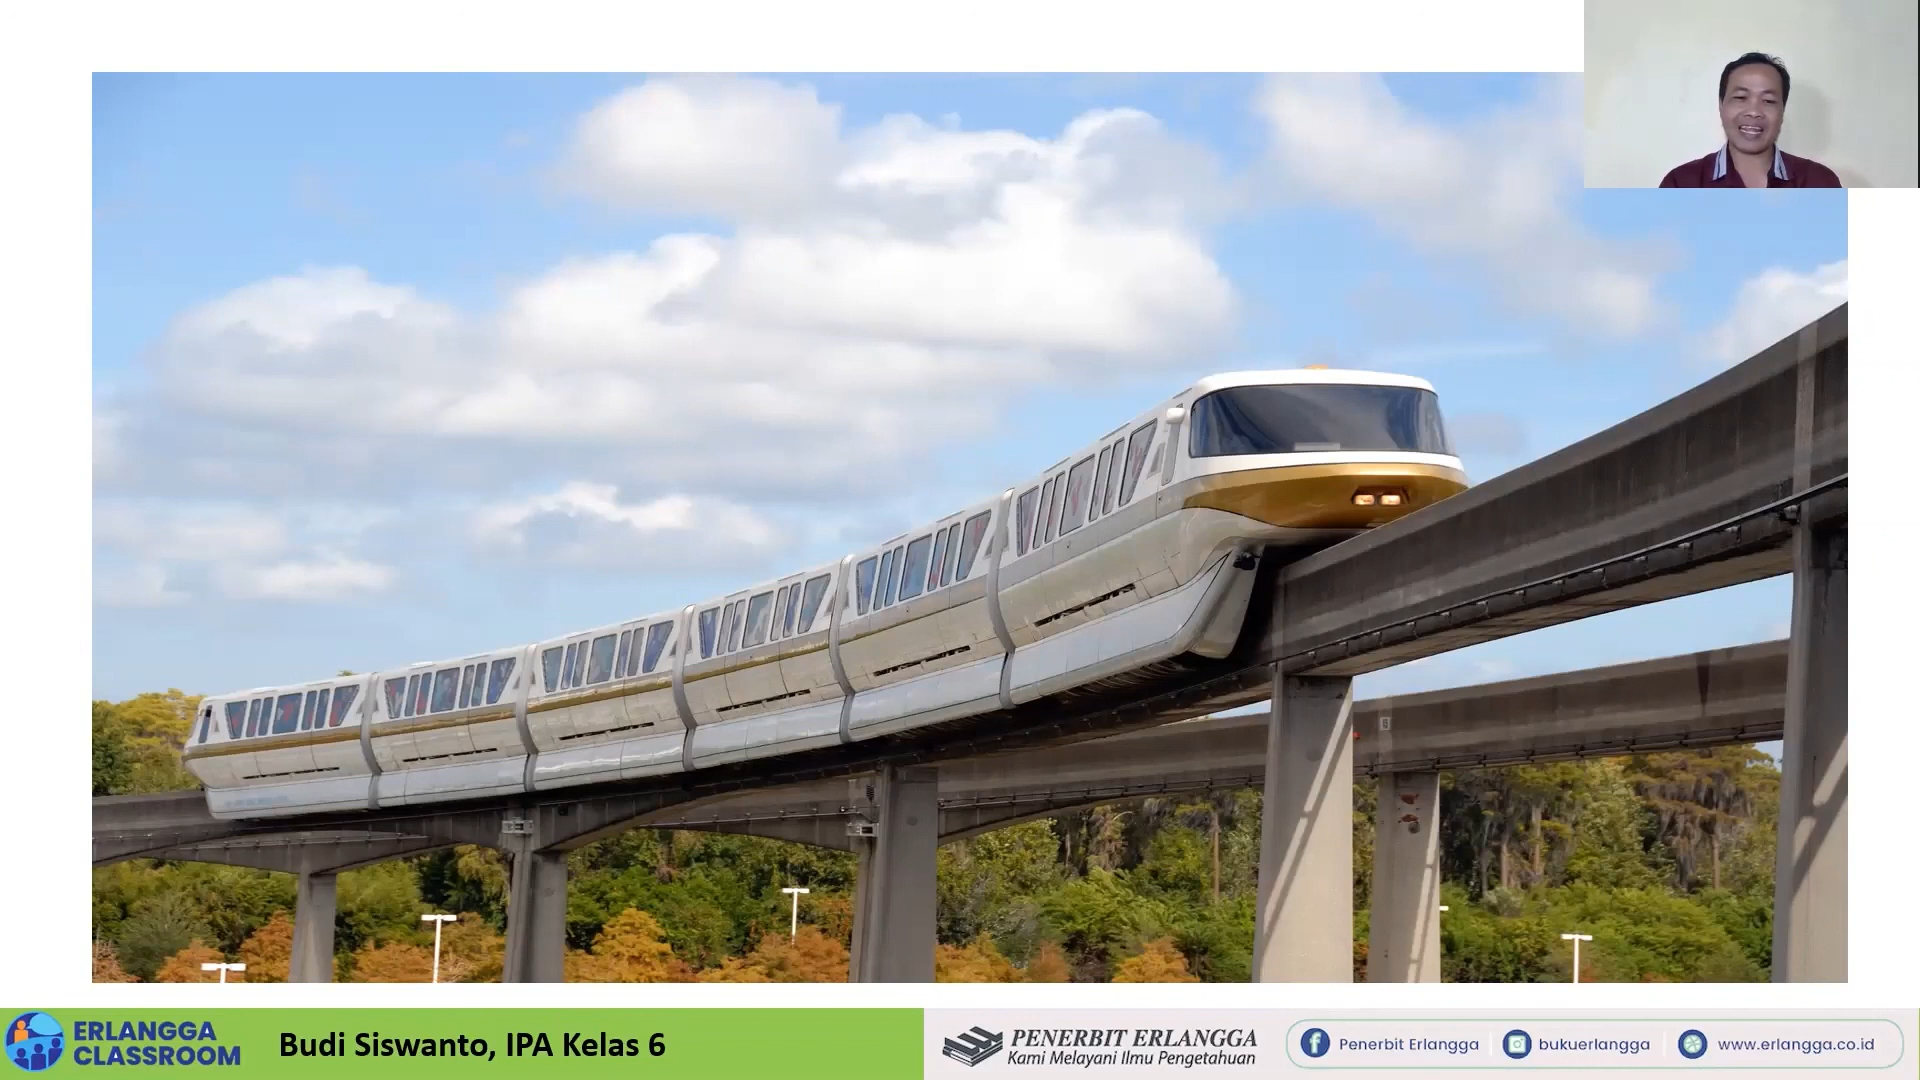 ERLANGGA
CLASSROOM
Budi Siswanto, IPA Kelas 6
PENERBIT ERLANGGA
Kami Melayani Ilmu Pengetahuan
Penerbit Erlangga
bukuerlangga
www.erlangga.co.id